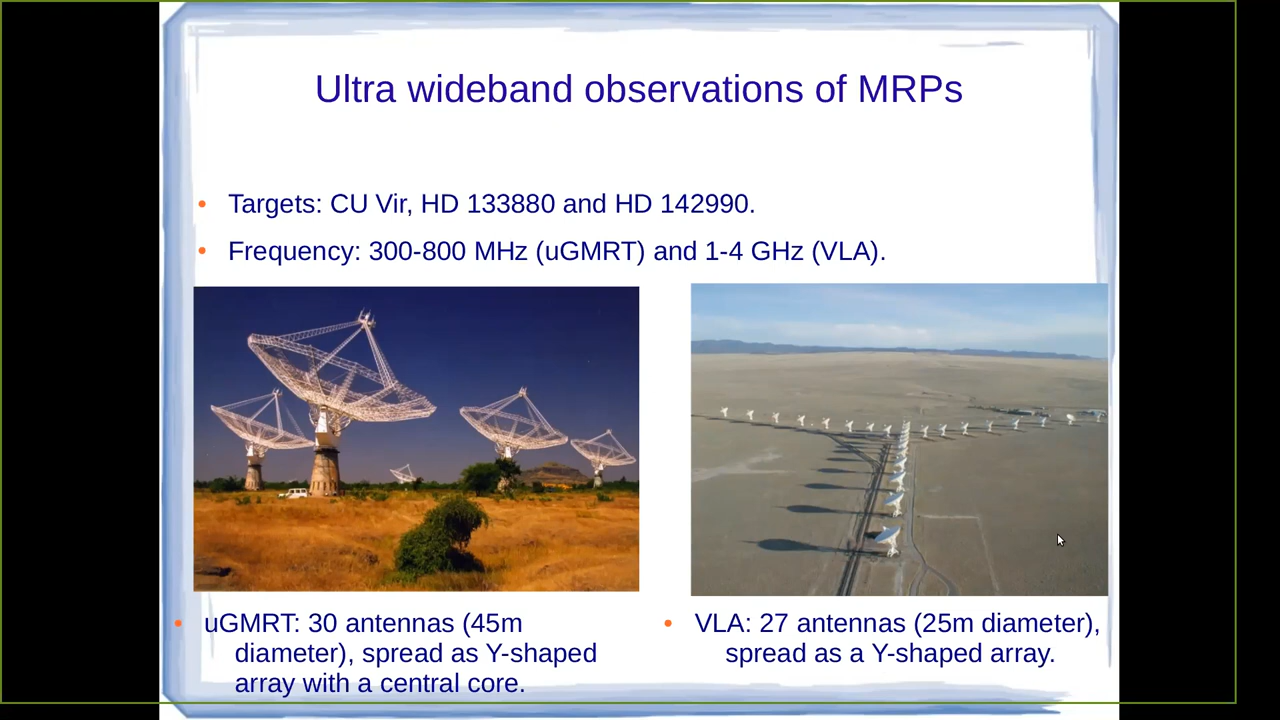 Ultra wideband observations of MRPs
• Targets: CU Vir, HD 133880 and HD 142990.
• Frequency: 300-800 MHz (uGMRT) and 1-4 GHz (VLA).
• uGMRT: 30 antennas (45m
diameter), spread as Y-shaped
array with a central core.
• VLA: 27 antennas (25m diameter),
spread as a Y-shaped array.